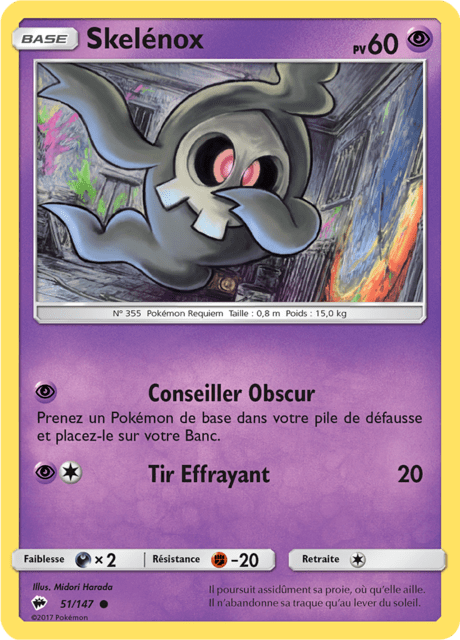 BASE Skelénox PV60
N° 355 Pokémon Requiem Taille : 0,8 m Poids : 15,0 kg
Conseiller Obscur
Prenez un Pokémon de base dans votre pile de défausse
et placez-le sur votre Banc.
Tir Effrayant 20
Faiblesse ×2 Résistance -20 Retraite
Illus. Midori Harada
51/147
©2017 Pokémon
Il poursuit assidûment sa proie, où qu'elle aille.
Il n'abandonne sa traque qu'au lever du soleil.